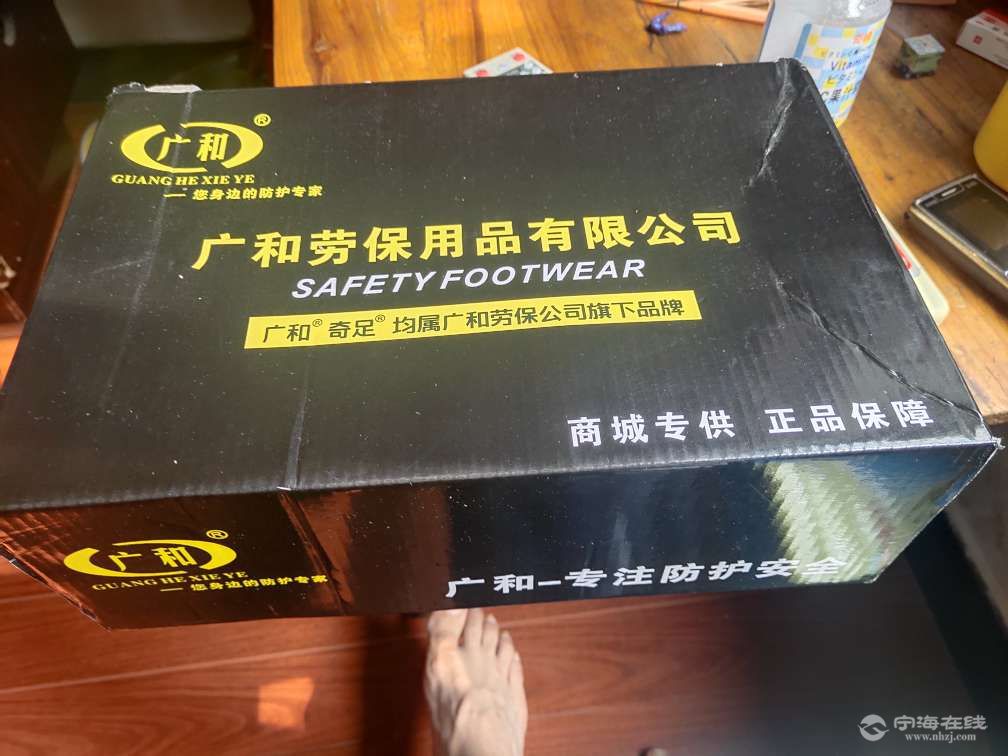 广和®
GUANG HE XIE YE
— 您身边的防护专家
广和劳保用品有限公司
SAFETY FOOTWEAR
广和® 奇足® 均属广和劳保公司旗下品牌
商城专供 正品保障
广和®
GUANG HE XIE YE
— 您身边的防护专家
广和–专注防护安全
宁海在线
www.nhzj.com